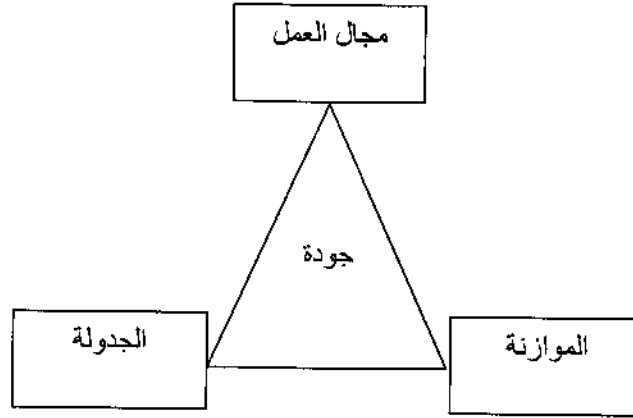 مجال العمل
جودة
الموازنة
الجدولة